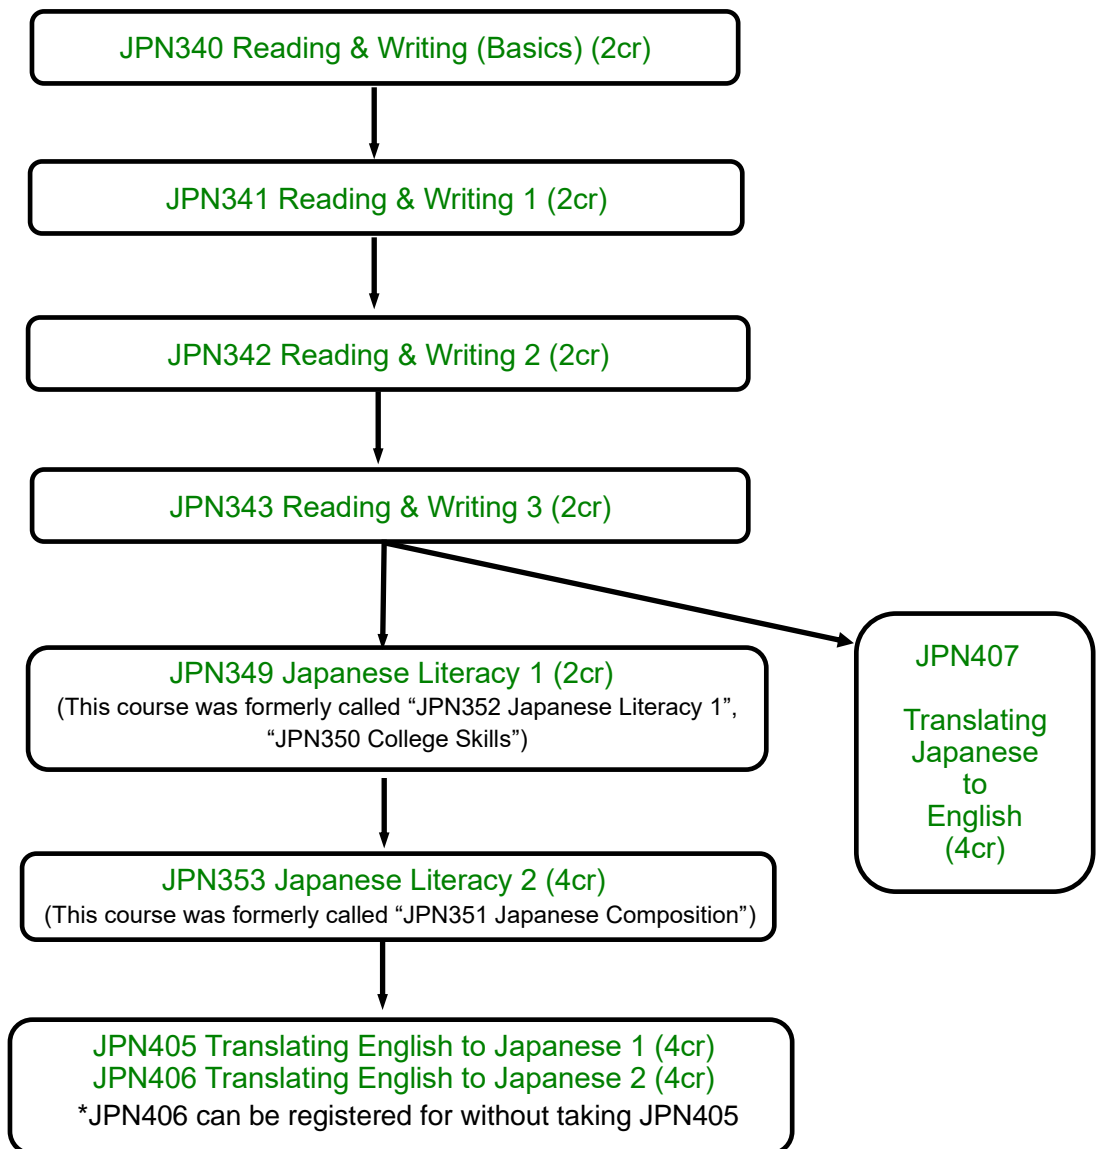 JPN340 Reading & Writing (Basics) (2cr)
JPN341 Reading & Writing 1 (2cr)
JPN342 Reading & Writing 2 (2cr)
JPN343 Reading & Writing 3 (2cr)
JPN349 Japanese Literacy 1 (2cr)
(This course was formerly called “JPN352 Japanese Literacy 1”,
“JPN350 College Skills”)
JPN407
Translating
Japanese
to
English
(4cr)
JPN353 Japanese Literacy 2 (4cr)
(This course was formerly called “JPN351 Japanese Composition”)
JPN405 Translating English to Japanese 1 (4cr)
JPN406 Translating English to Japanese 2 (4cr)
*JPN406 can be registered for without taking JPN405